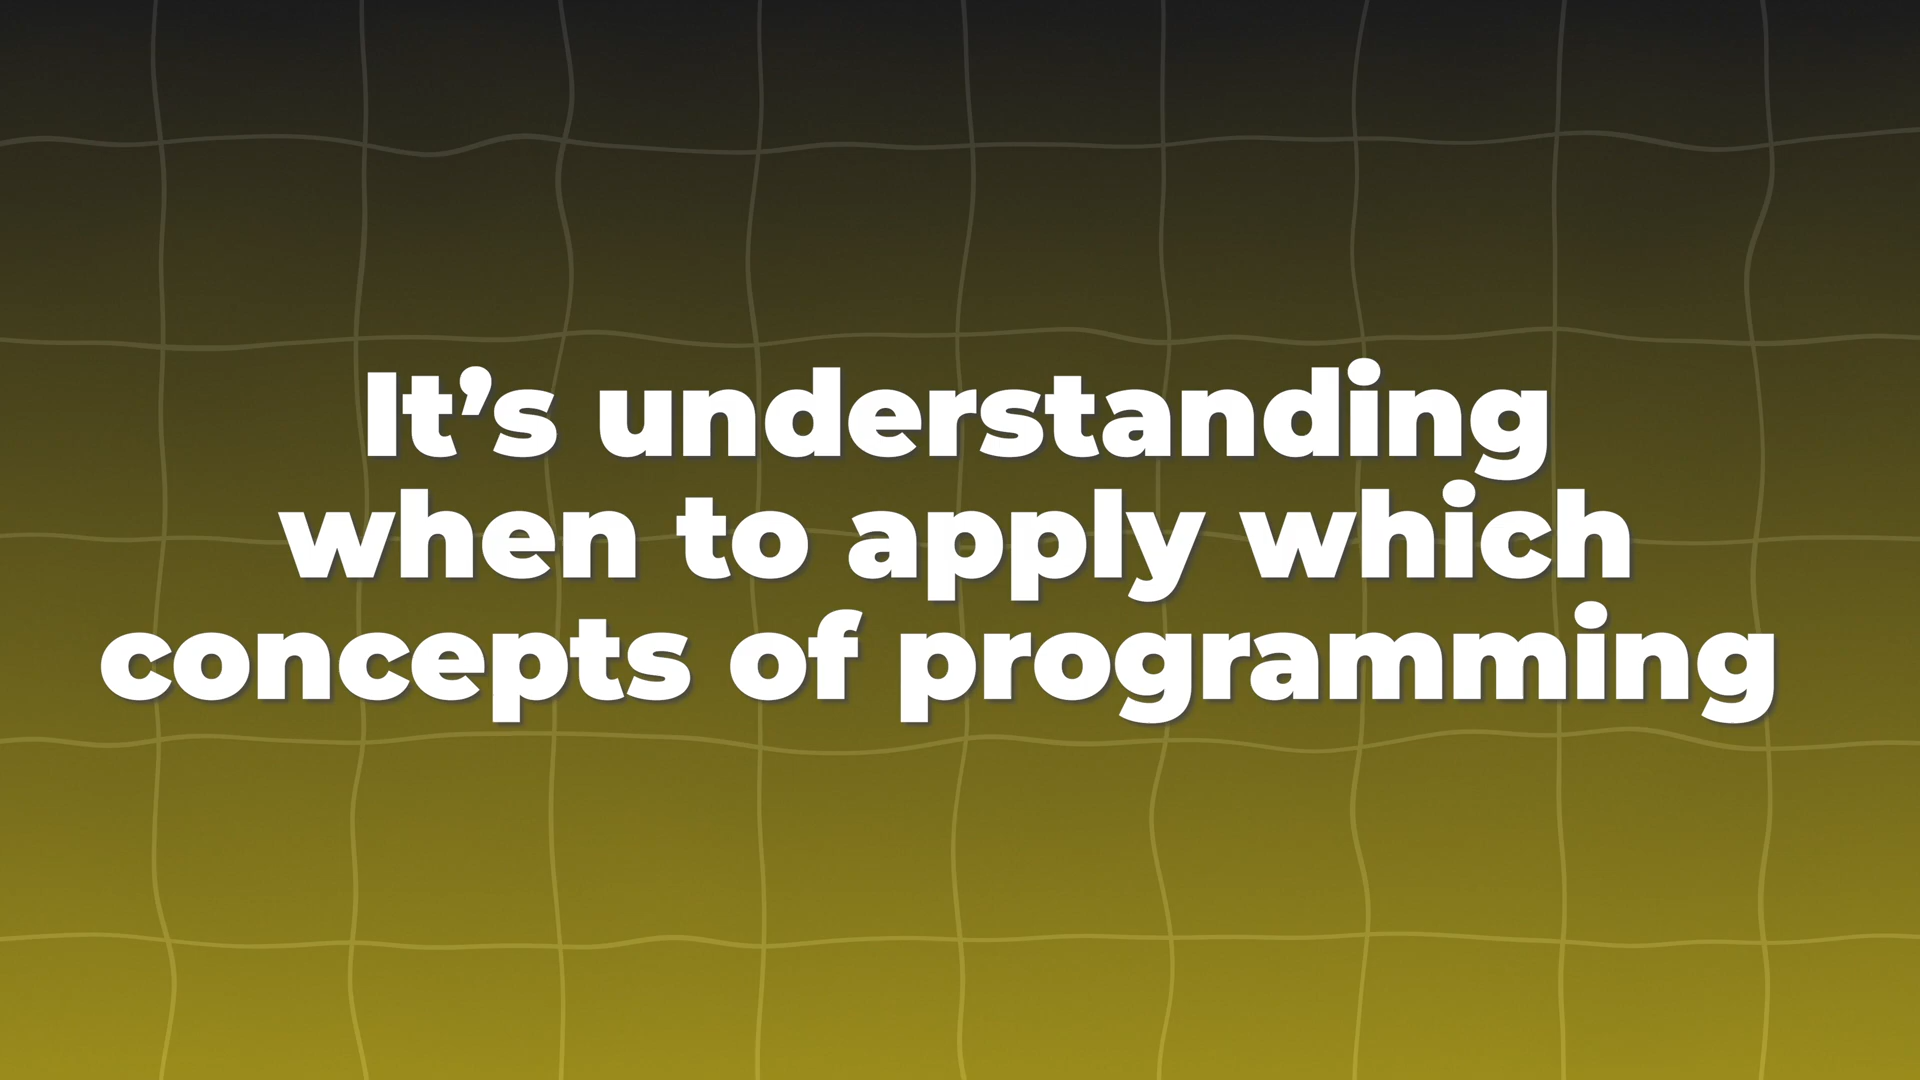 It’s understanding
when to apply which
concepts of programming